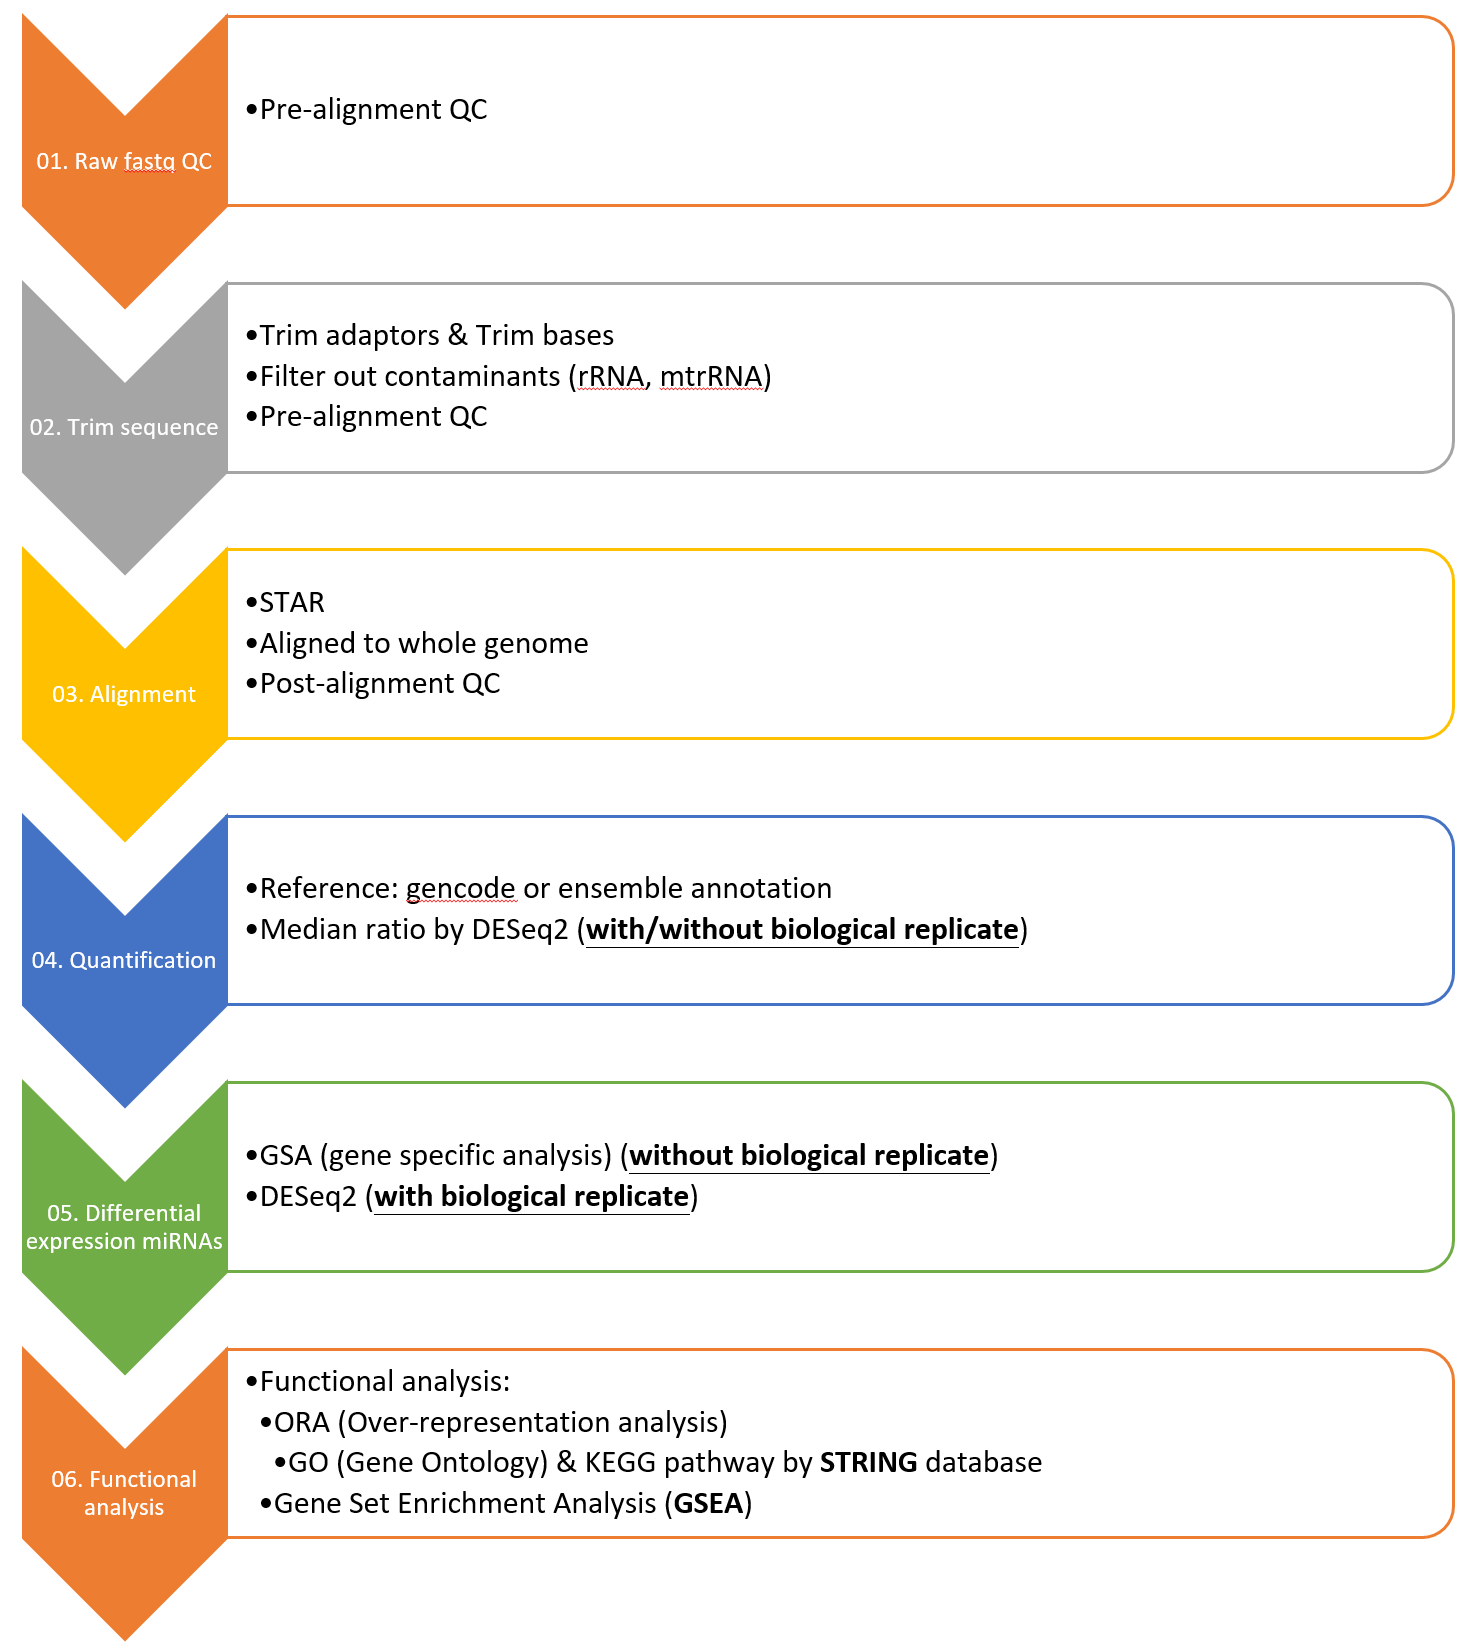 01. Raw fastq QC
•Pre-alignment QC
02. Trim sequence
•Trim adaptors & Trim bases
•Filter out contaminants (rRNA, mtrRNA)
•Pre-alignment QC
03. Alignment
•STAR
•Aligned to whole genome
•Post-alignment QC
04. Quantification
•Reference: gencode or ensemble annotation
•Median ratio by DESeq2 (with/without biological replicate)
05. Differential
expression miRNAs
•GSA (gene specific analysis) (without biological replicate)
•DESeq2 (with biological replicate)
06. Functional
analysis
•Functional analysis:
•ORA (Over-representation analysis)
•GO (Gene Ontology) & KEGG pathway by STRING database
•Gene Set Enrichment Analysis (GSEA)